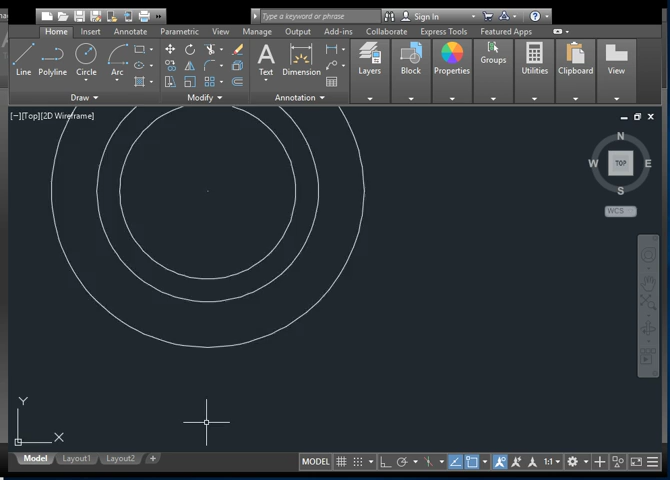 Type a keyword or phrase
Sign In
Home Insert Annotate Parametric View Manage Output Add-ins Collaborate Express Tools Featured Apps
Line Polyline Circle Arc Text Dimension Layers Block Properties Groups Utilities Clipboard View
Draw Modify Annotation
[−][Top][2D Wireframe]
N
W TOP E
S
WCS
Y
X
Model Layout1 Layout2 + MODEL 1:1